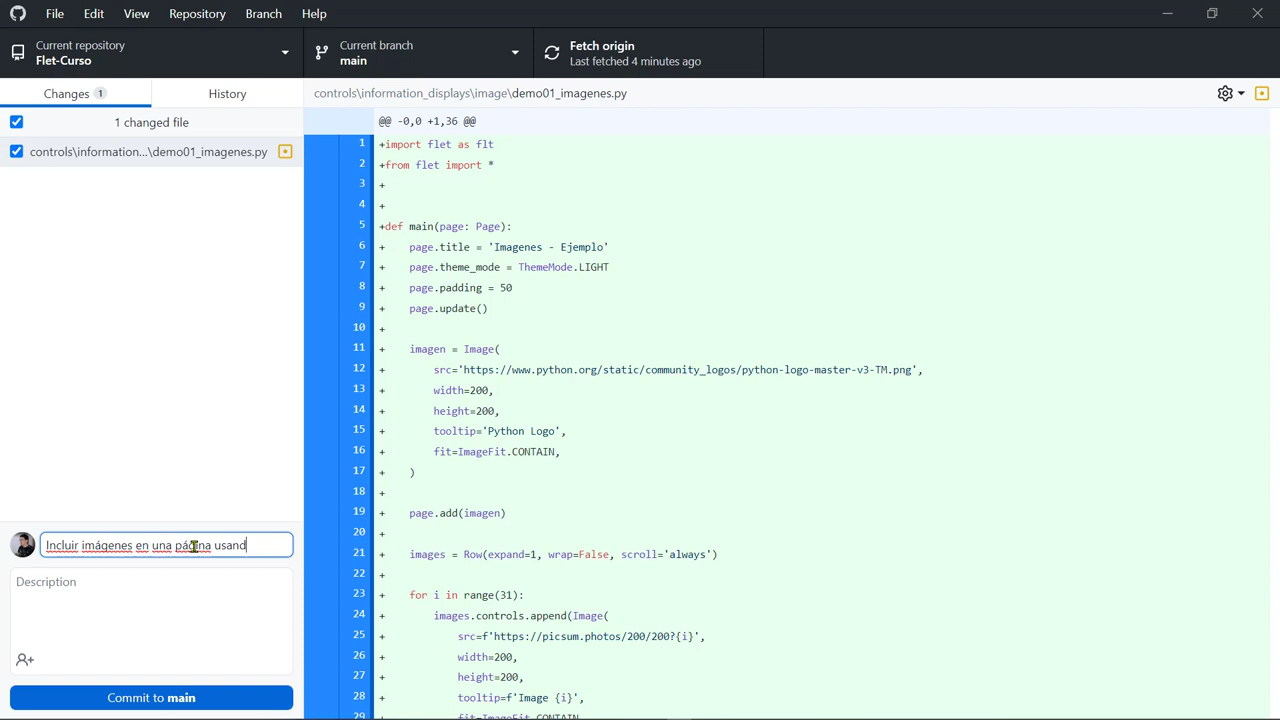 File Edit View Repository Branch Help
Current repository
Flet-Curso
Current branch
main
Fetch origin
Last fetched 4 minutes ago
Changes 1
History
controls\information_displays\image\demo01_imagenes.py
1 changed file
controls\information...\demo01_imagenes.py
@@ -0,0 +1,36 @@
1 +import flet as flt
2 +from flet import *
3 +
4 +
5 +def main(page: Page):
6 + page.title = 'Imagenes - Ejemplo'
7 + page.theme_mode = ThemeMode.LIGHT
8 + page.padding = 50
9 + page.update()
10 +
11 + imagen = Image(
12 + src='https://www.python.org/static/community_logos/python-logo-master-v3-TM.png',
13 + width=200,
14 + height=200,
15 + tooltip='Python Logo',
16 + fit=ImageFit.CONTAIN,
17 + )
18 +
19 + page.add(imagen)
20 +
21 + images = Row(expand=1, wrap=False, scroll='always')
22 +
23 + for i in range(31):
24 + images.controls.append(Image(
25 + src=f'https://picsum.photos/200/200?{i}',
26 + width=200,
27 + height=200,
28 + tooltip=f'Image {i}',
29 + fit=ImageFit.CONTAIN
Incluir imágenes en una página usand
Description
Commit to main